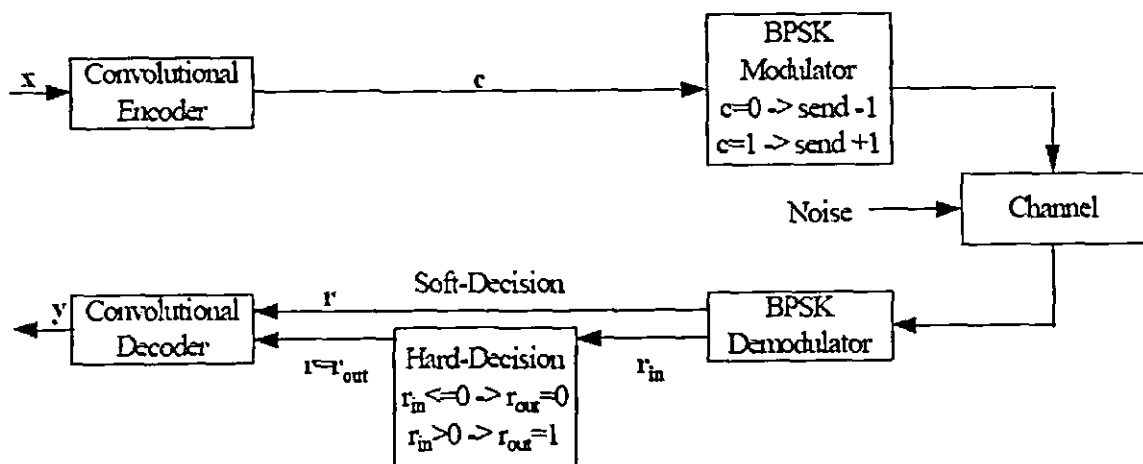 x
Convolutional
Encoder
c
BPSK
Modulator
c=0 -> send -1
c=1 -> send +1
Noise
Channel
Soft-Decision
y
Convolutional
Decoder
r
r=r_out
Hard-Decision
r_in<=0 -> r_out=0
r_in>0 -> r_out=1
r_in
BPSK
Demodulator